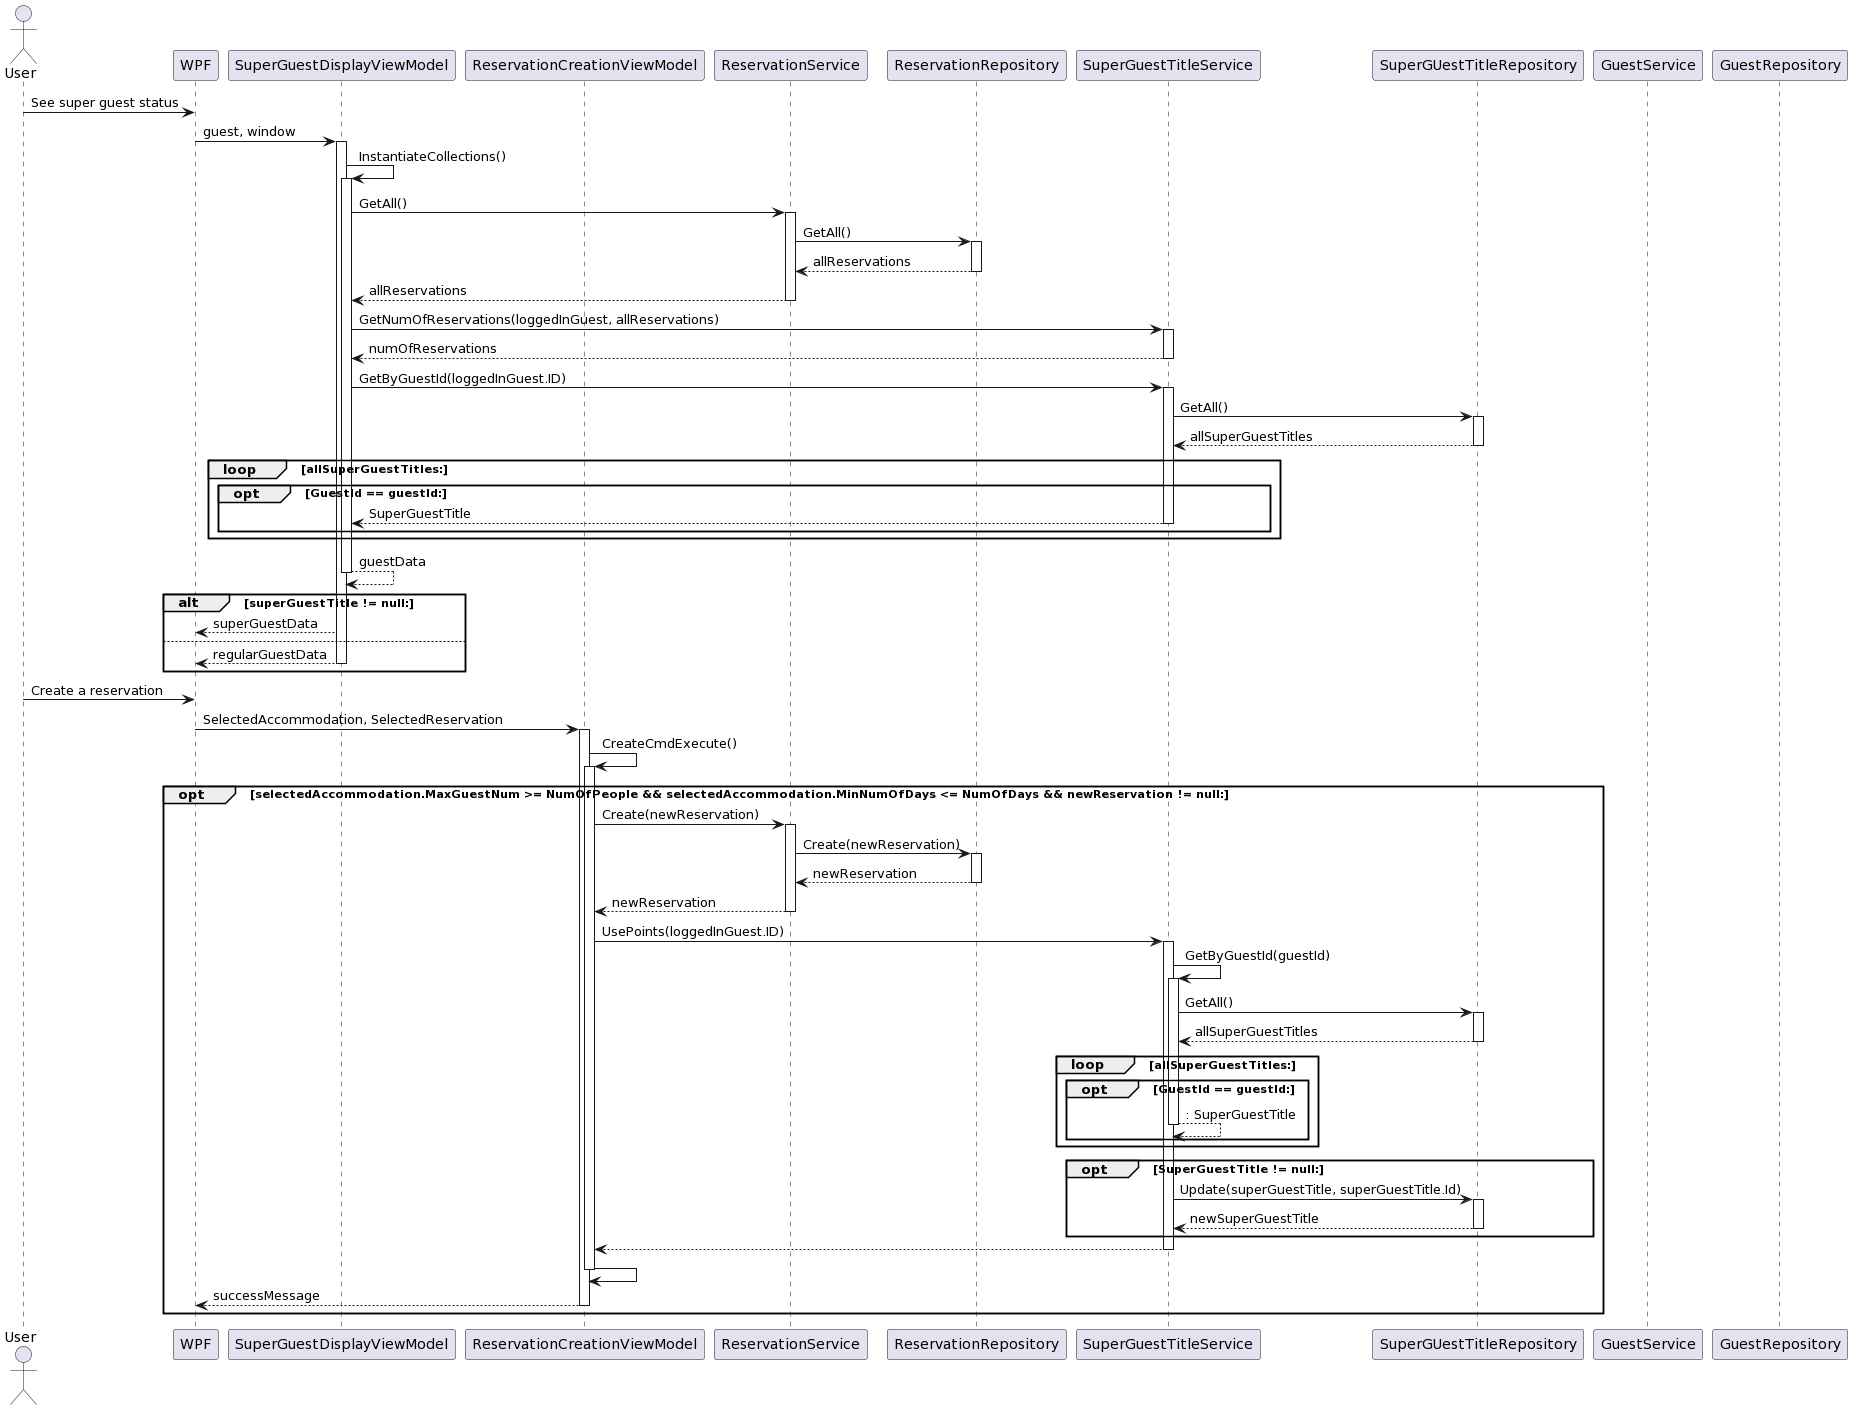 User
WPF
SuperGuestDisplayViewModel
ReservationCreationViewModel
ReservationService
ReservationRepository
SuperGuestTitleService
SuperGUestTitleRepository
GuestService
GuestRepository
See super guest status
guest, window
InstantiateCollections()
GetAll()
GetAll()
allReservations
allReservations
GetNumOfReservations(loggedInGuest, allReservations)
numOfReservations
GetByGuestId(loggedInGuest.ID)
GetAll()
allSuperGuestTitles
loop [allSuperGuestTitles:]
opt [GuestId == guestId:]
SuperGuestTitle
guestData
alt [superGuestTitle != null:]
superGuestData
regularGuestData
Create a reservation
SelectedAccommodation, SelectedReservation
CreateCmdExecute()
opt [selectedAccommodation.MaxGuestNum >= NumOfPeople && selectedAccommodation.MinNumOfDays <= NumOfDays && newReservation != null:]
Create(newReservation)
Create(newReservation)
newReservation
newReservation
UsePoints(loggedInGuest.ID)
GetByGuestId(guestId)
GetAll()
allSuperGuestTitles
loop [allSuperGuestTitles:]
opt [GuestId == guestId:]
: SuperGuestTitle
opt [SuperGuestTitle != null:]
Update(superGuestTitle, superGuestTitle.Id)
newSuperGuestTitle
successMessage
User
WPF
SuperGuestDisplayViewModel
ReservationCreationViewModel
ReservationService
ReservationRepository
SuperGuestTitleService
SuperGUestTitleRepository
GuestService
GuestRepository